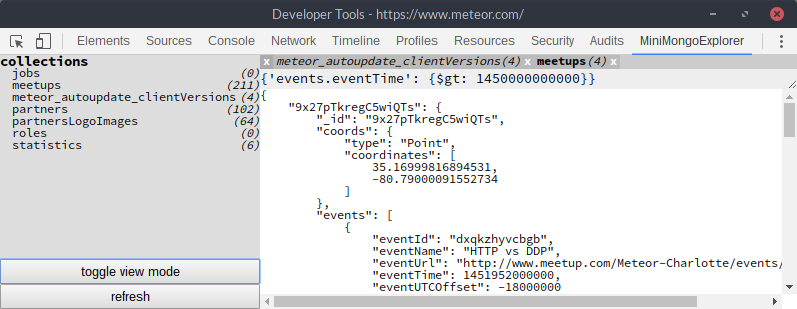 Developer Tools - https://www.meteor.com/
Elements Sources Console Network Timeline Profiles Resources Security Audits MiniMongoExplorer
collections
jobs (0)
meetups (211)
meteor_autoupdate_clientVersions (4)
partners (102)
partnersLogoImages (64)
roles (0)
statistics (6)
toggle view mode
refresh
x meteor_autoupdate_clientVersions(4) x meetups(4) x
{'events.eventTime': {$gt: 1450000000000}}
{
"9x27pTkregC5wiQTs": {
"_id": "9x27pTkregC5wiQTs",
"coords": {
"type": "Point",
"coordinates": [
35.16999816894531,
-80.79000091552734
]
},
"events": [
{
"eventId": "dxqkzhyvcbgb",
"eventName": "HTTP vs DDP",
"eventUrl": "http://www.meetup.com/Meteor-Charlotte/events/
"eventTime": 1451952000000,
"eventUTCOffset": -18000000